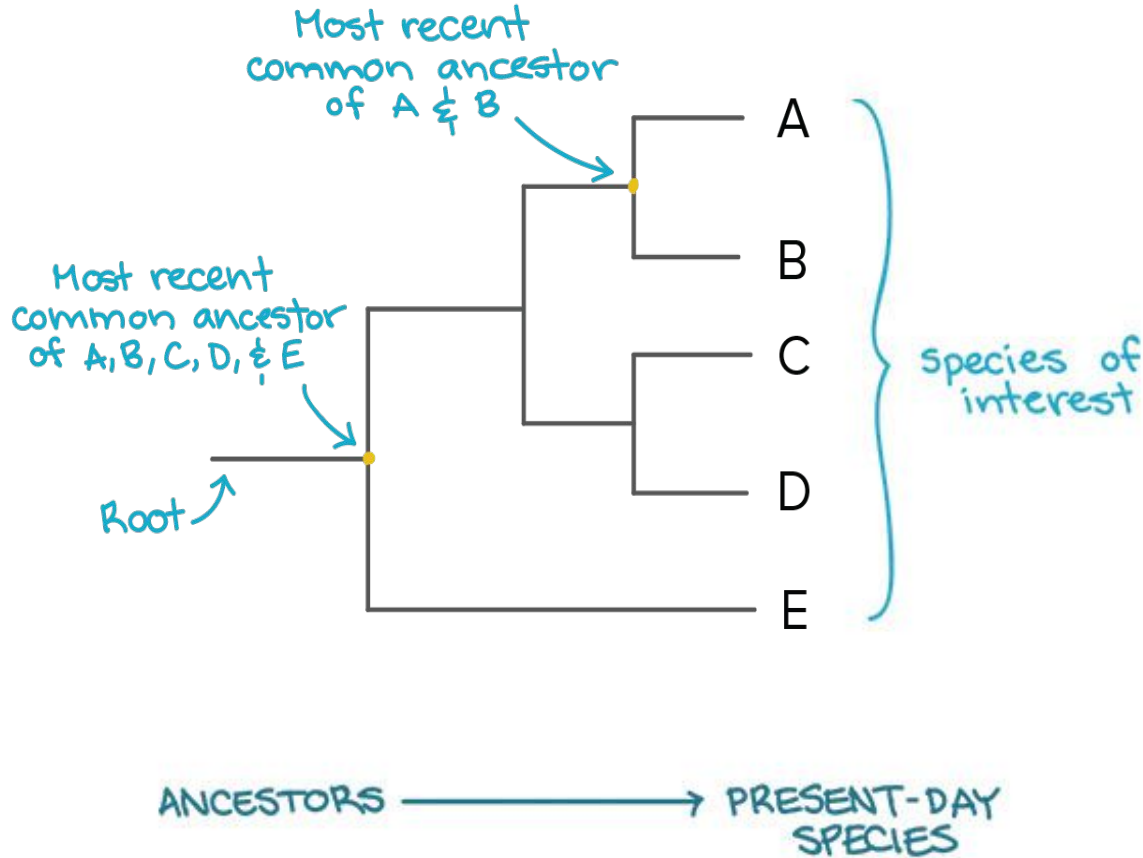 Most recent
common ancestor
of A & B
A
B
Most recent
common ancestor
of A, B, C, D, & E
C
species of
interest
D
Root
E
ANCESTORS
PRESENT-DAY
SPECIES